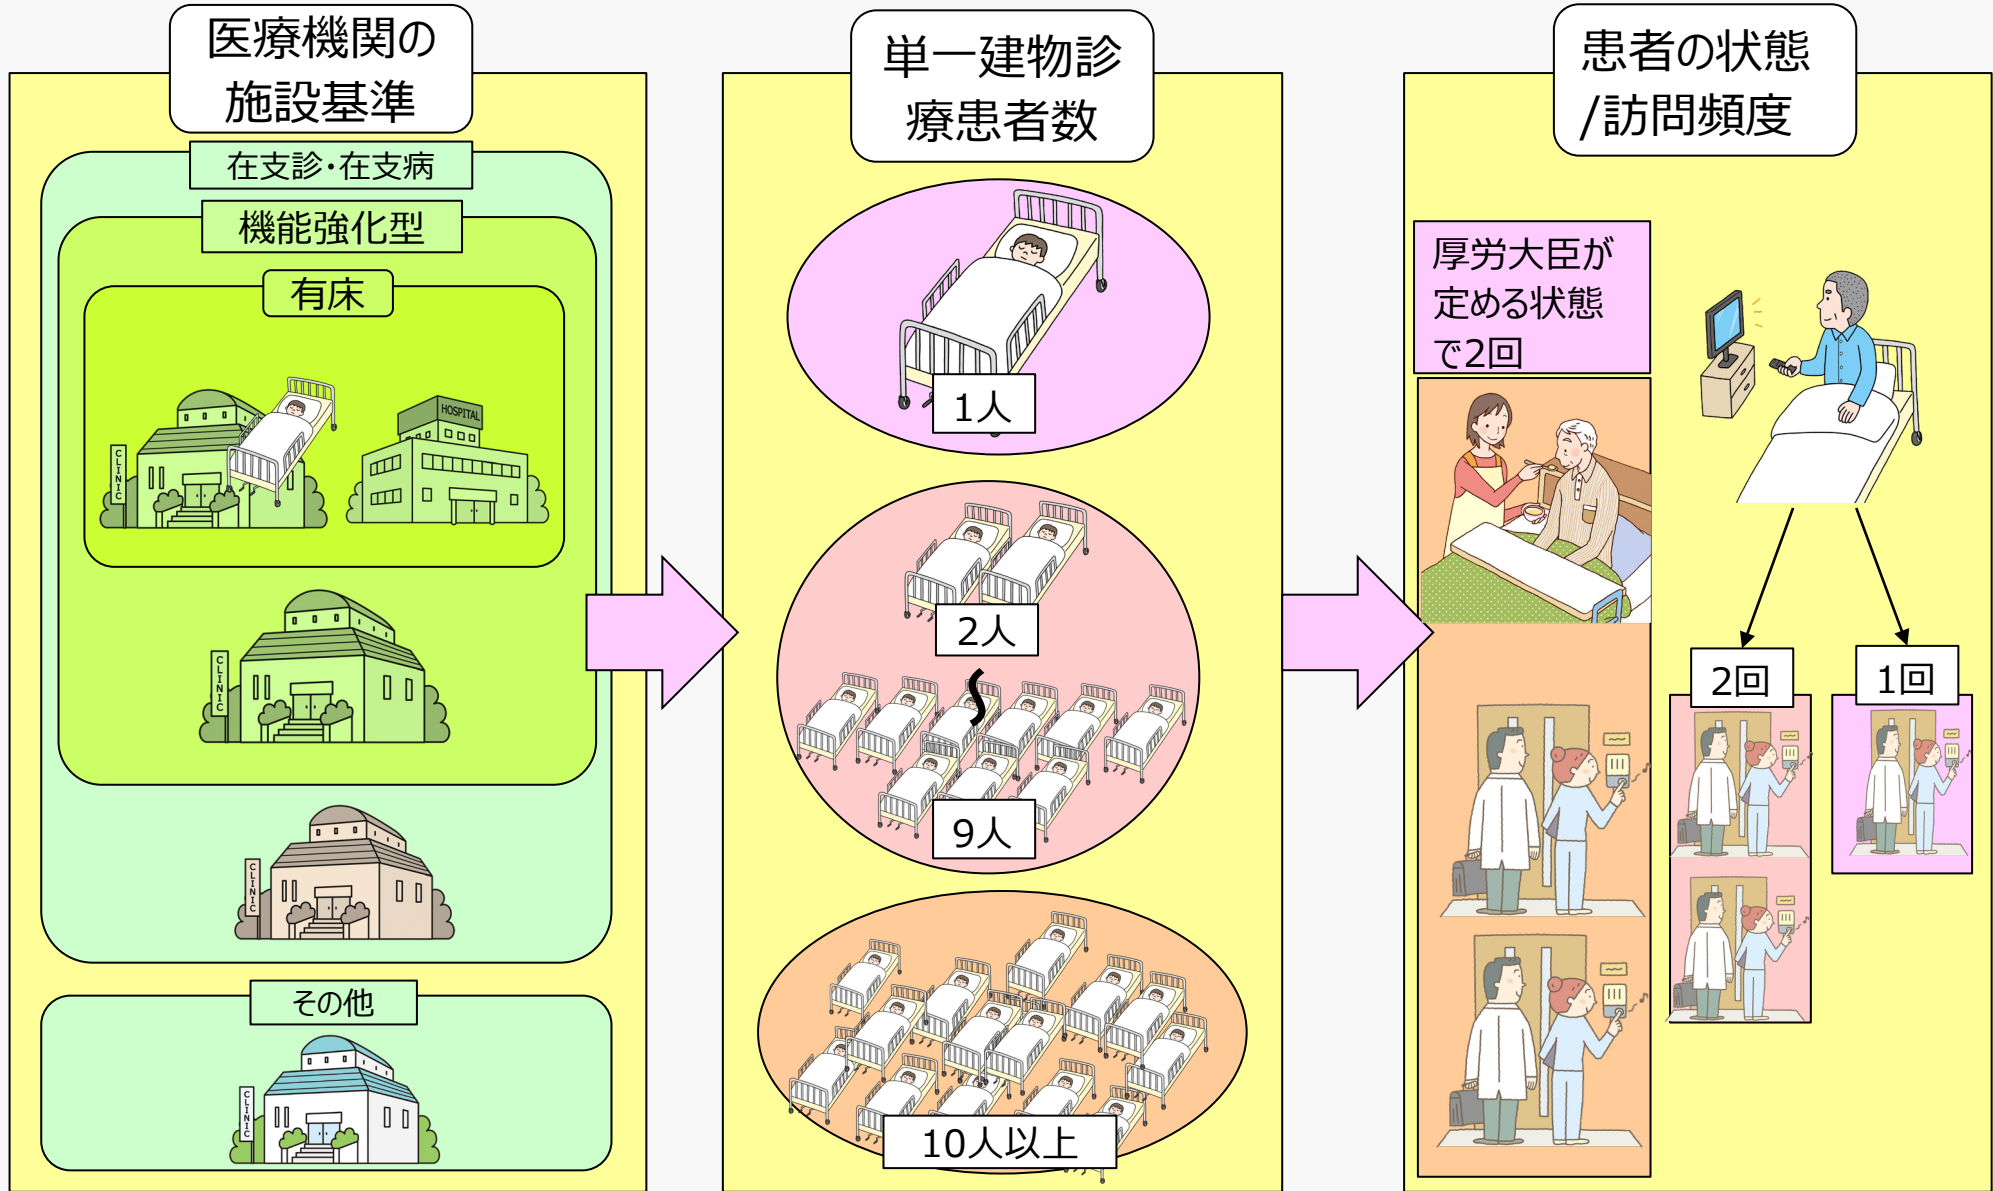 医療機関の
施設基準
在支診・在支病
機能強化型
有床
CLINIC
HOSPITAL
CLINIC
CLINIC
その他
CLINIC
単一建物診
療患者数
1人
2人
〜
9人
10人以上
患者の状態
/訪問頻度
厚労大臣が
定める状態
で2回
2回
1回